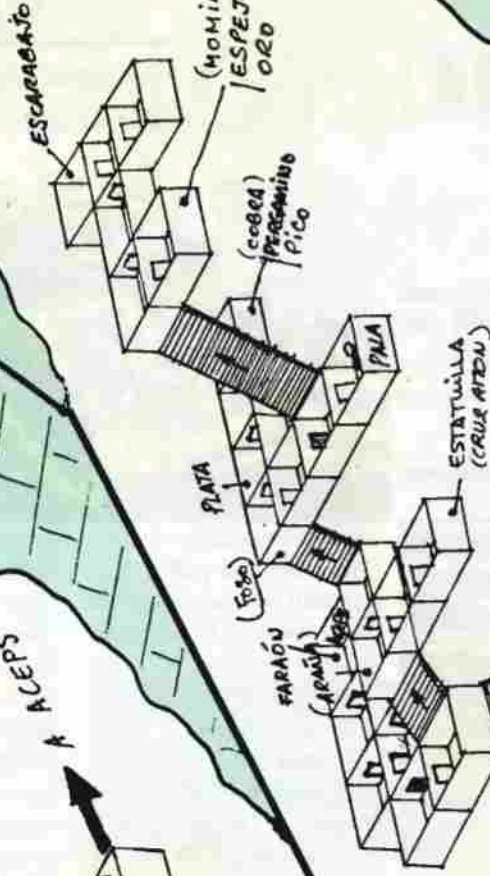 ESCARABAJO
(MOMI
ESPEJ
ORO
(COBRA)
PERGAMINO
PICO
PLATA
PALA
(FOSO)
ESTATUILLA
(CRUZ ATON)
FARAÓN
(ARAÑA)
A ACEPS